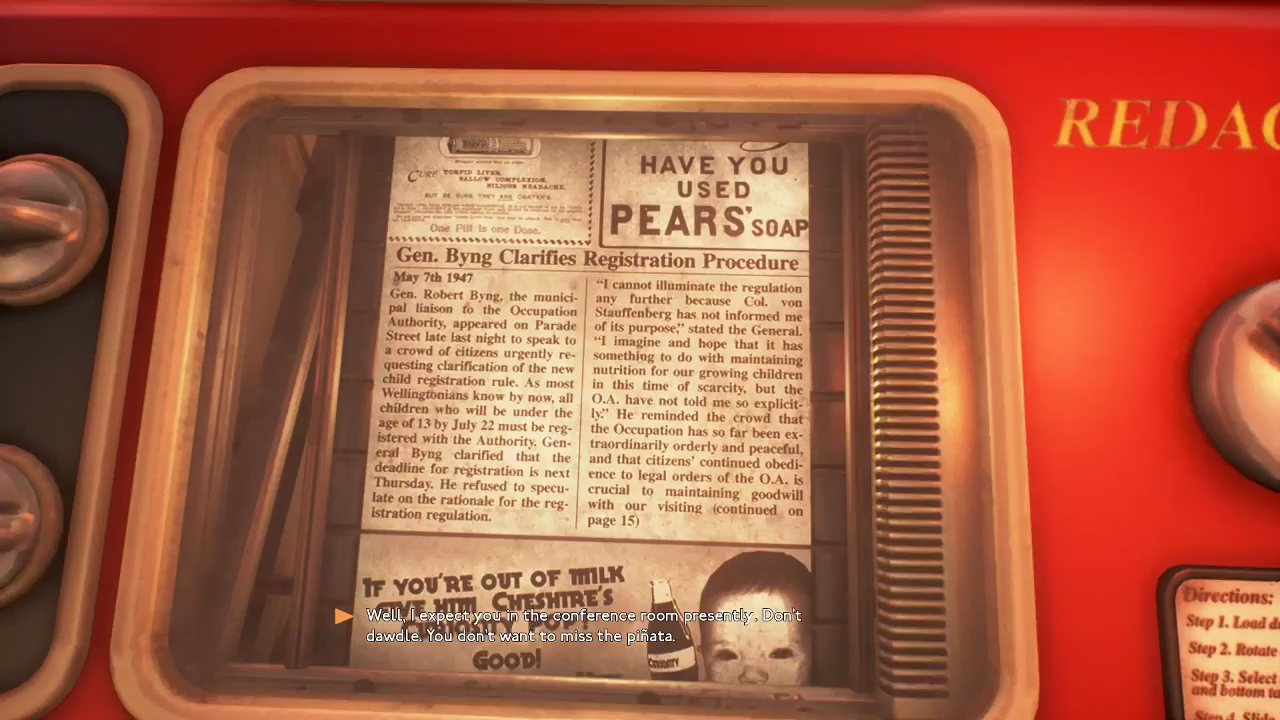 REDAC
CURE TORPID LIVER,
SALLOW COMPLEXION,
BILIOUS HEADACHE.
BUT BE SURE THEY ARE CARTER'S.
One Pill is one Dose.
HAVE YOU
USED
PEARS' SOAP
Gen. Byng Clarifies Registration Procedure
May 7th 1947
Gen. Robert Byng, the munici-
pal liaison to the Occupation
Authority, appeared on Parade
Street late last night to speak to
a crowd of citizens urgently re-
questing clarification of the new
child registration rule. As most
Wellingtonians know by now, all
children who will be under the
age of 13 by July 22 must be reg-
istered with the Authority. Gen-
eral Byng clarified that the
deadline for registration is next
Thursday. He refused to specu-
late on the rationale for the reg-
istration regulation.
"I cannot illuminate the regulation
any further because Col. von
Stauffenberg has not informed me
of its purpose," stated the General.
"I imagine and hope that it has
something to do with maintaining
nutrition for our growing children
in this time of scarcity, but the
O.A. have not told me so explicit-
ly." He reminded the crowd that
the Occupation has so far been ex-
traordinarily orderly and peaceful,
and that citizens' continued obedi-
ence to legal orders of the O.A. is
crucial to maintaining goodwill
with our visiting (continued on
page 15)
IF YOU'RE OUT OF MILK
HIM CHESHIRE'S
GOOD!
Well, I expect you in the conference room presently. Don't
dawdle. You don't want to miss the piñata.
Directions:
Step 1. Load d
Step 2. Rotate
Step 3. Select
and bottom ta
Step 4. Slide